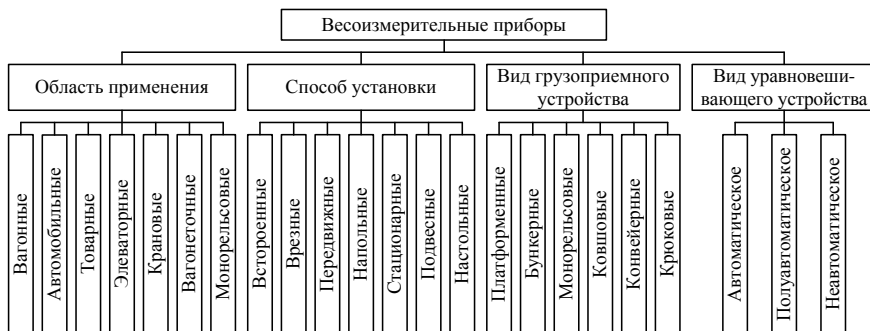 Весоизмерительные приборы
Область применения
Способ установки
Вид грузоприемного
устройства
Вид уравновеши-
вающего устройства
Вагонные
Автомобильные
Товарные
Элеваторные
Крановые
Вагонеточные
Монорельсовые
Встороенные
Врезные
Передвижные
Напольные
Стационарные
Подвесные
Настольные
Платформенные
Бункерные
Монорельсовые
Ковшовые
Конвейерные
Крюковые
Автоматическое
Полуавтоматическое
Неавтоматическое